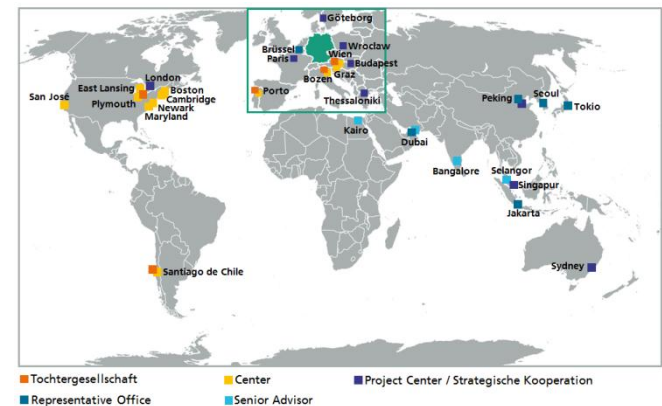 Göteborg
Brüssel
Wroclaw
Wien
Paris
Budapest
Graz
Bozen
Porto
Thessaloniki
London
East Lansing
Boston
Cambridge
San José
Plymouth
Newark
Maryland
Seoul
Peking
Tokio
Kairo
Dubai
Bangalore
Selangor
Singapur
Jakarta
Santiago de Chile
Sydney
Tochtergesellschaft
Center
Project Center / Strategische Kooperation
Representative Office
Senior Advisor